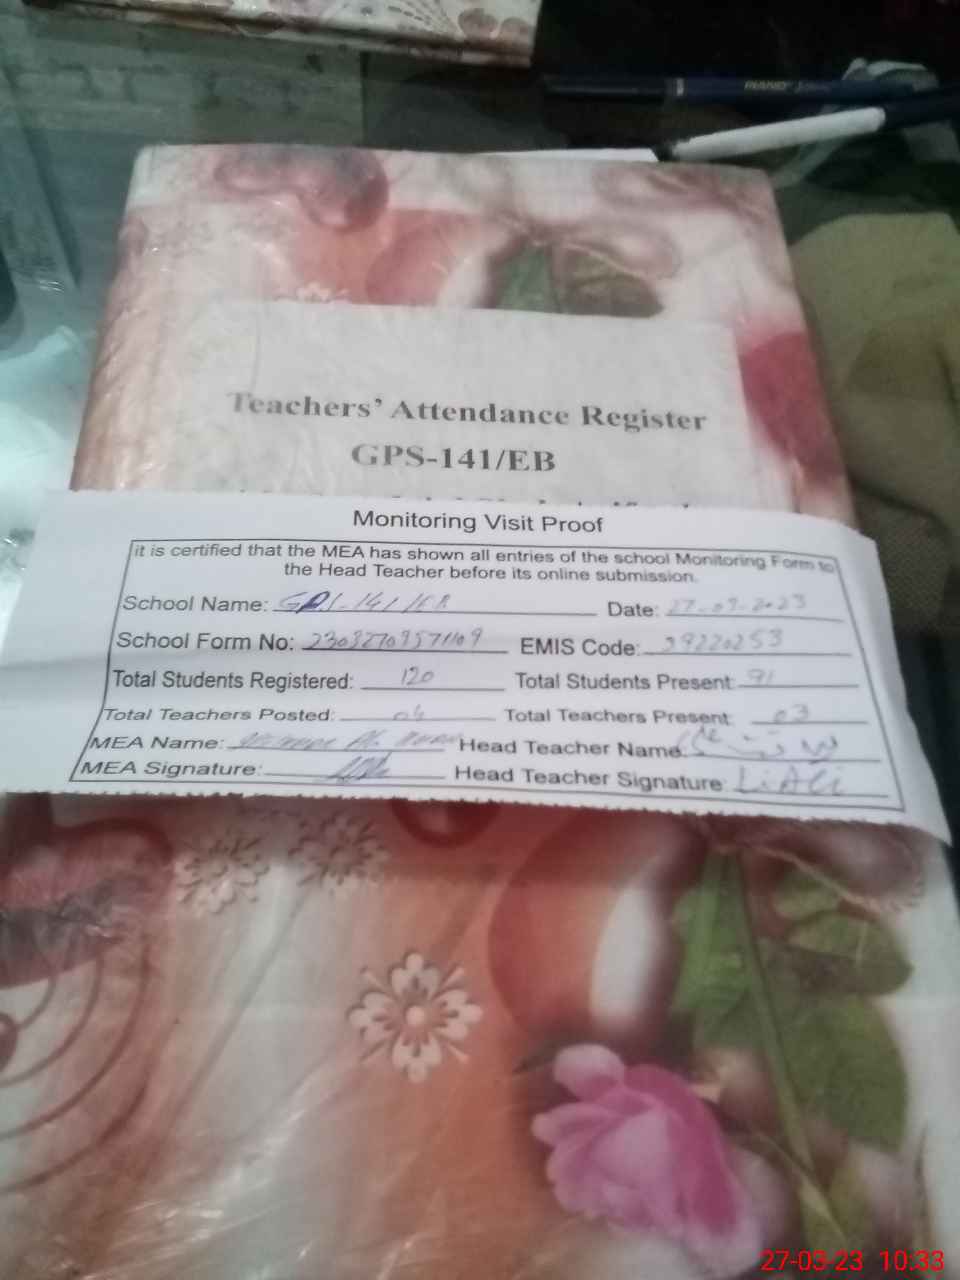 Teachers' Attendance Register
GPS-141/EB
Monitoring Visit Proof
it is certified that the MEA has shown all entries of the school Monitoring Form to
the Head Teacher before its online submission.
School Name: GPS-141/EB Date: 27-03-2023
School Form No: EMIS Code: 39220253
Total Students Registered: 120 Total Students Present: 91
Total Teachers Posted: Total Teachers Present: 03
MEA Name: Head Teacher Name:
MEA Signature: Head Teacher Signature:
27-03-23 10:33